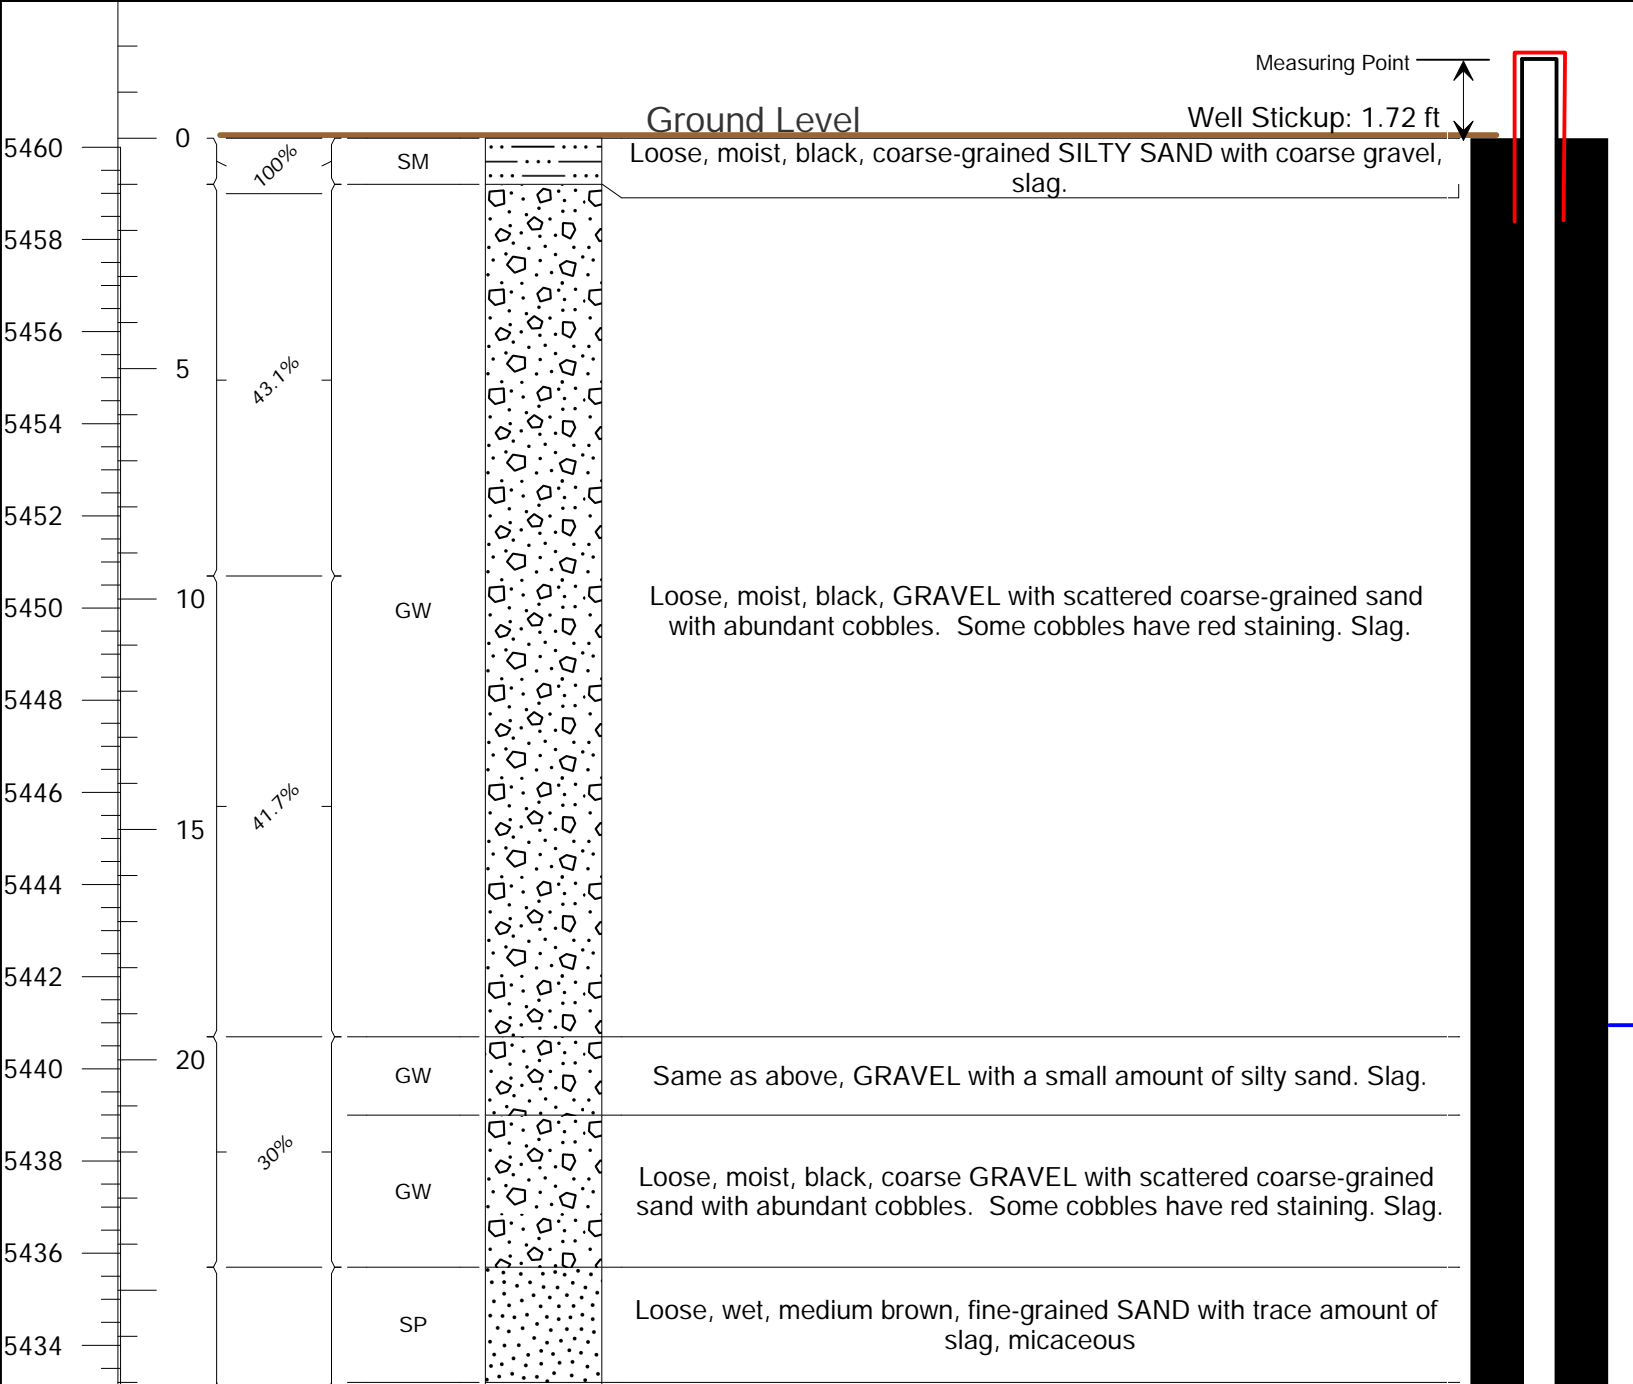 Measuring Point
Ground Level
Well Stickup: 1.72 ft
5460
0
100%
SM
Loose, moist, black, coarse-grained SILTY SAND with coarse gravel,
slag.
5458
5456
5
43.1%
5454
5452
10
5450
GW
Loose, moist, black, GRAVEL with scattered coarse-grained sand
with abundant cobbles.  Some cobbles have red staining. Slag.
5448
5446
41.7%
15
5444
5442
20
5440
GW
Same as above, GRAVEL with a small amount of silty sand. Slag.
30%
5438
GW
Loose, moist, black, coarse GRAVEL with scattered coarse-grained
sand with abundant cobbles.  Some cobbles have red staining. Slag.
5436
SP
Loose, wet, medium brown, fine-grained SAND with trace amount of
slag, micaceous
5434